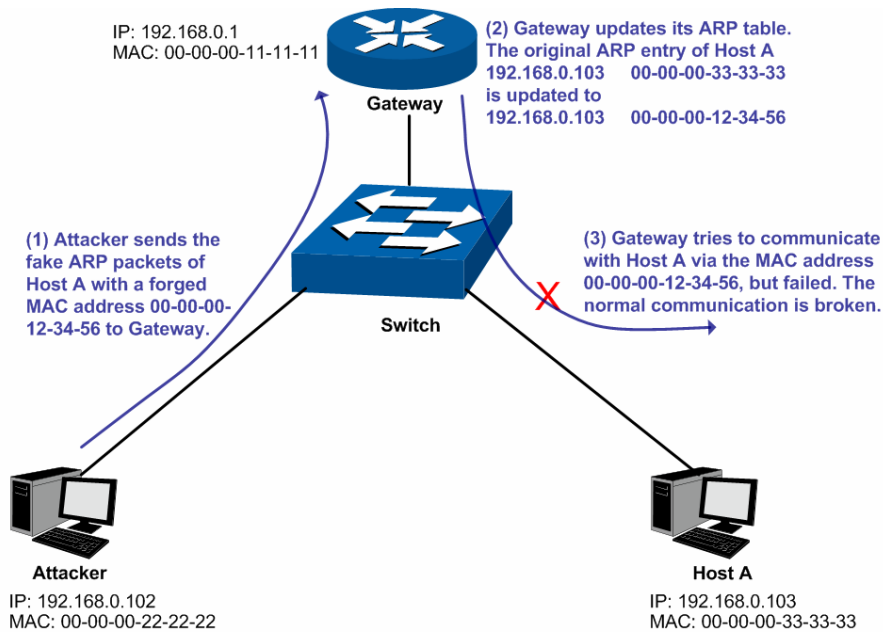 IP: 192.168.0.1
MAC: 00-00-00-11-11-11
Gateway
(2) Gateway updates its ARP table.
The original ARP entry of Host A
192.168.0.103 00-00-00-33-33-33
is updated to
192.168.0.103 00-00-00-12-34-56
(1) Attacker sends the
fake ARP packets of
Host A with a forged
MAC address 00-00-00-
12-34-56 to Gateway.
Switch
(3) Gateway tries to communicate
with Host A via the MAC address
00-00-00-12-34-56, but failed. The
normal communication is broken.
Attacker
IP: 192.168.0.102
MAC: 00-00-00-22-22-22
Host A
IP: 192.168.0.103
MAC: 00-00-00-33-33-33